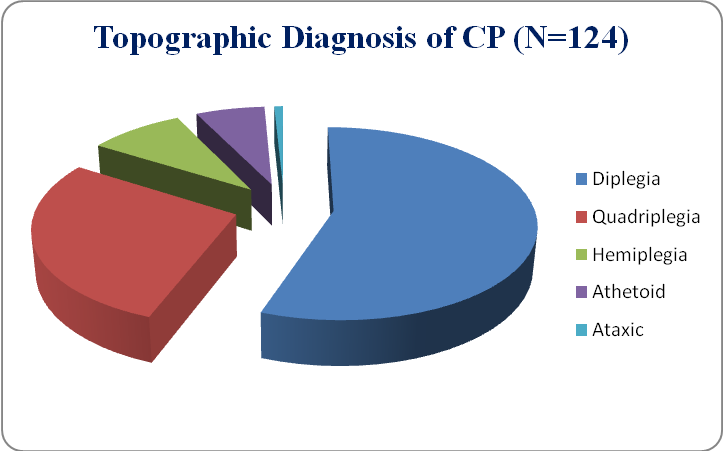 Topographic Diagnosis of CP (N=124)
Diplegia
Quadriplegia
Hemiplegia
Athetoid
Ataxic